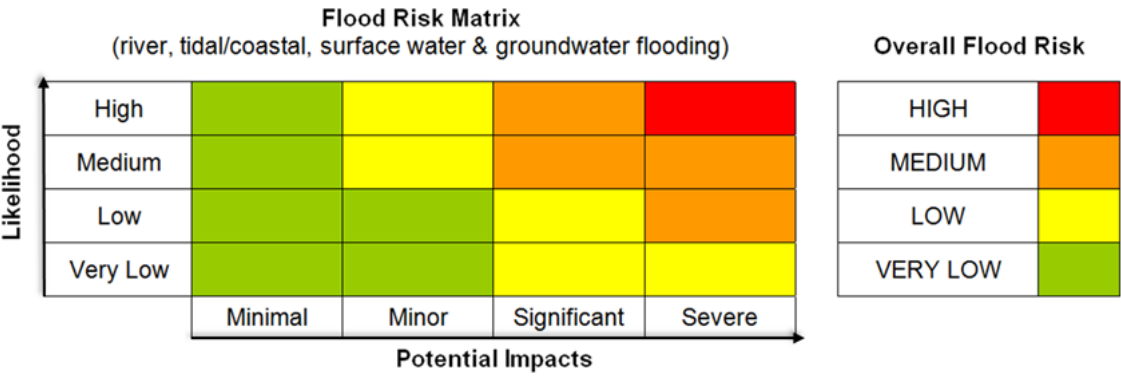 Flood Risk Matrix
(river, tidal/coastal, surface water & groundwater flooding)
Likelihood
High
Medium
Low
Very Low
Minimal Minor Significant Severe
Potential Impacts
Overall Flood Risk
HIGH
MEDIUM
LOW
VERY LOW